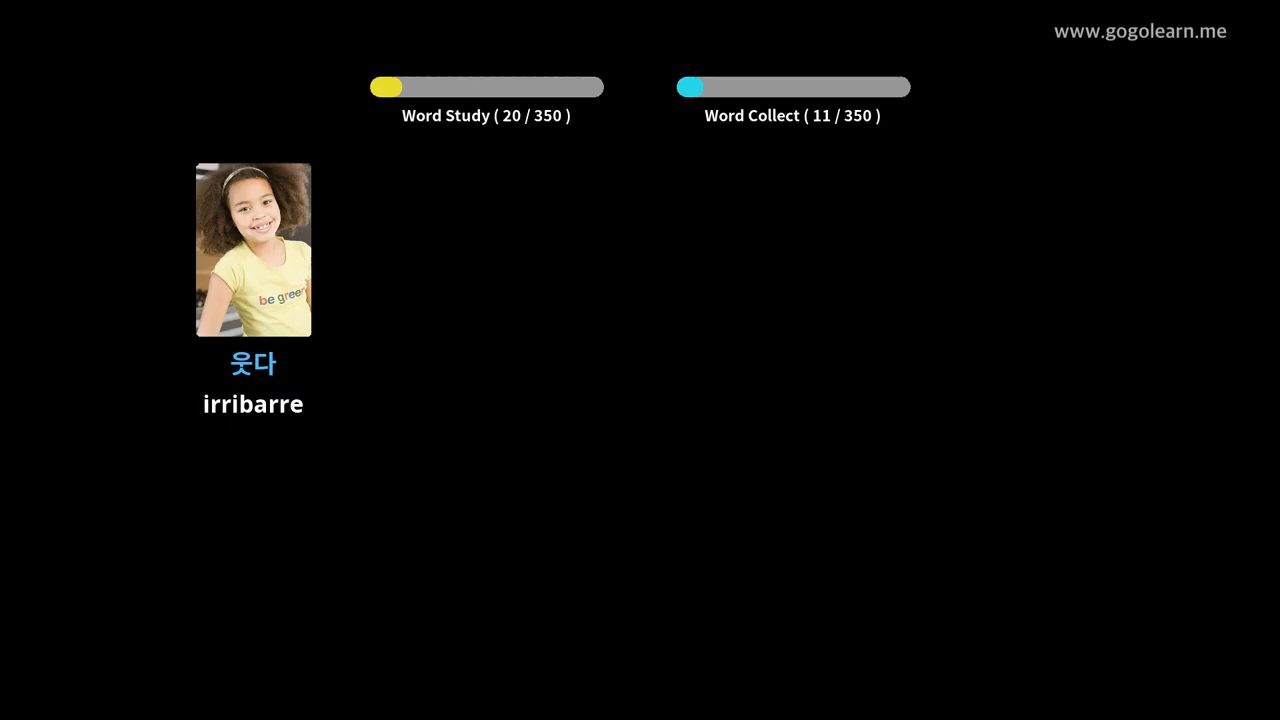 www.gogolearn.me
Word Study ( 20 / 350 )
Word Collect ( 11 / 350 )
be green
웃다
irribarre